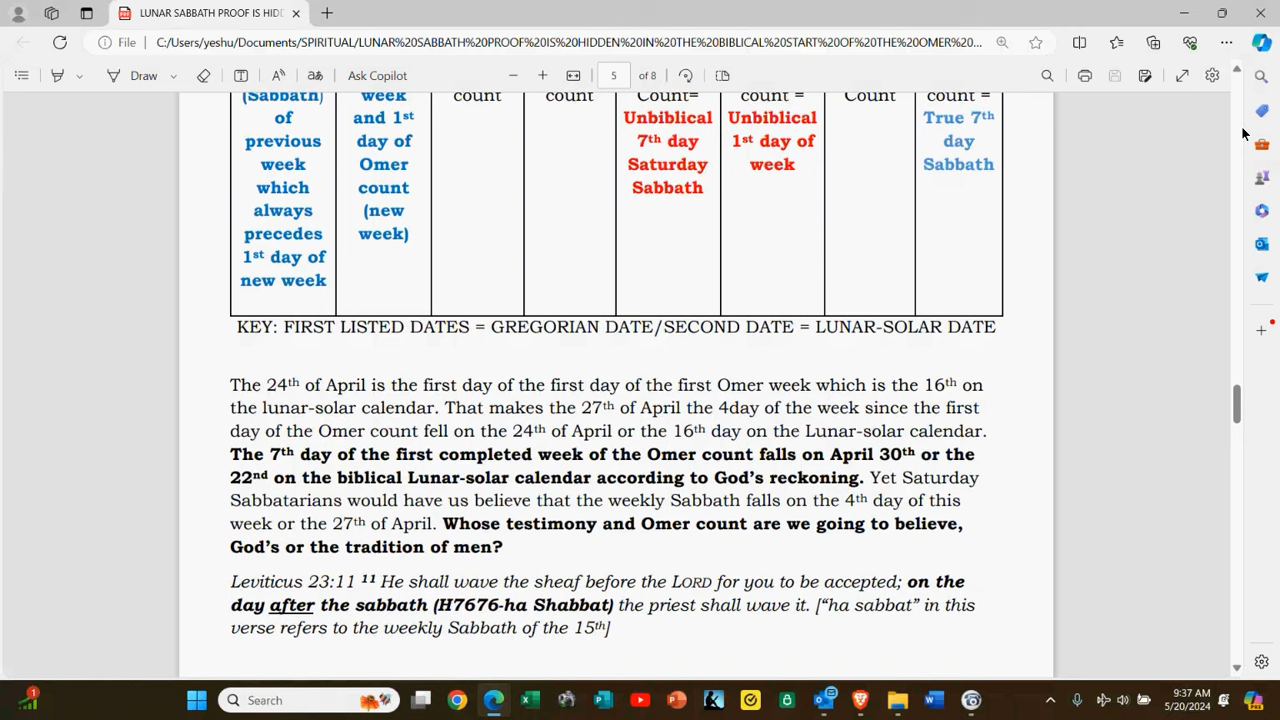 LUNAR SABBATH PROOF IS HIDD
File
C:/Users/yeshu/Documents/SPIRITUAL/LUNAR%20SABBATH%20PROOF%20IS%20HIDDEN%20IN%20THE%20BIBLICAL%20START%20OF%20THE%20OMER%20...
Draw
aあ
Ask Copilot
5
of 8
(Sabbath)
of
previous
week
which
always
precedes
1st day of
new week
week
and 1st
day of
Omer
count
(new
week)
count
count
Count=
Unbiblical
7th day
Saturday
Sabbath
count =
Unbiblical
1st day of
week
Count
count =
True 7th
day
Sabbath
KEY: FIRST LISTED DATES = GREGORIAN DATE/SECOND DATE = LUNAR-SOLAR DATE
The 24th of April is the first day of the first day of the first Omer week which is the 16th on
the lunar-solar calendar. That makes the 27th of April the 4day of the week since the first
day of the Omer count fell on the 24th of April or the 16th day on the Lunar-solar calendar.
The 7th day of the first completed week of the Omer count falls on April 30th or the
22nd on the biblical Lunar-solar calendar according to God's reckoning. Yet Saturday
Sabbatarians would have us believe that the weekly Sabbath falls on the 4th day of this
week or the 27th of April. Whose testimony and Omer count are we going to believe,
God's or the tradition of men?
Leviticus 23:11 11 He shall wave the sheaf before the LORD for you to be accepted; on the
day after the sabbath (H7676-ha Shabbat) the priest shall wave it. ["ha sabbat" in this
verse refers to the weekly Sabbath of the 15th]
1
Search
9:37 AM
5/20/2024